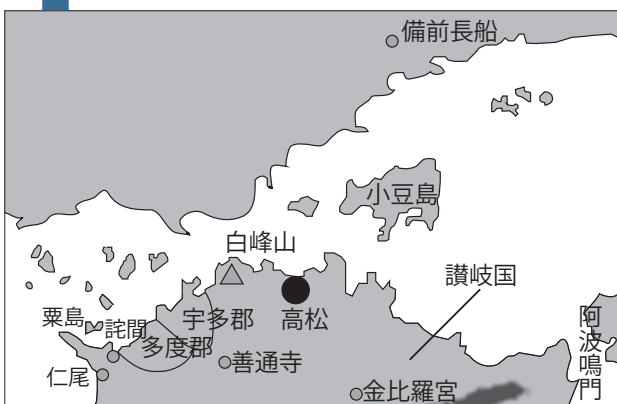 備前長船
小豆島
白峰山
讃岐国
粟島
詫間
宇多郡
高松
多度郡
善通寺
仁尾
金比羅宮
阿波鳴門